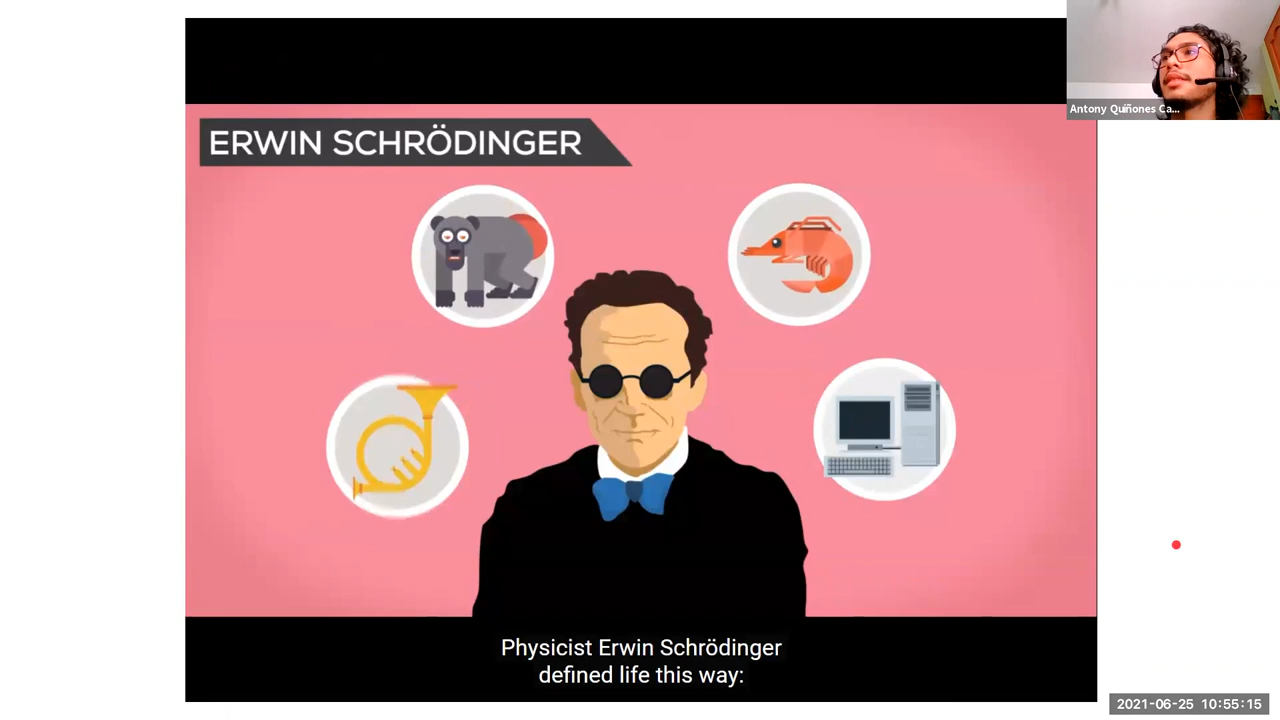 ERWIN SCHRÖDINGER
Antony Quiñones Ca...
Physicist Erwin Schrödinger
defined life this way:
2021-06-25 10:55:15